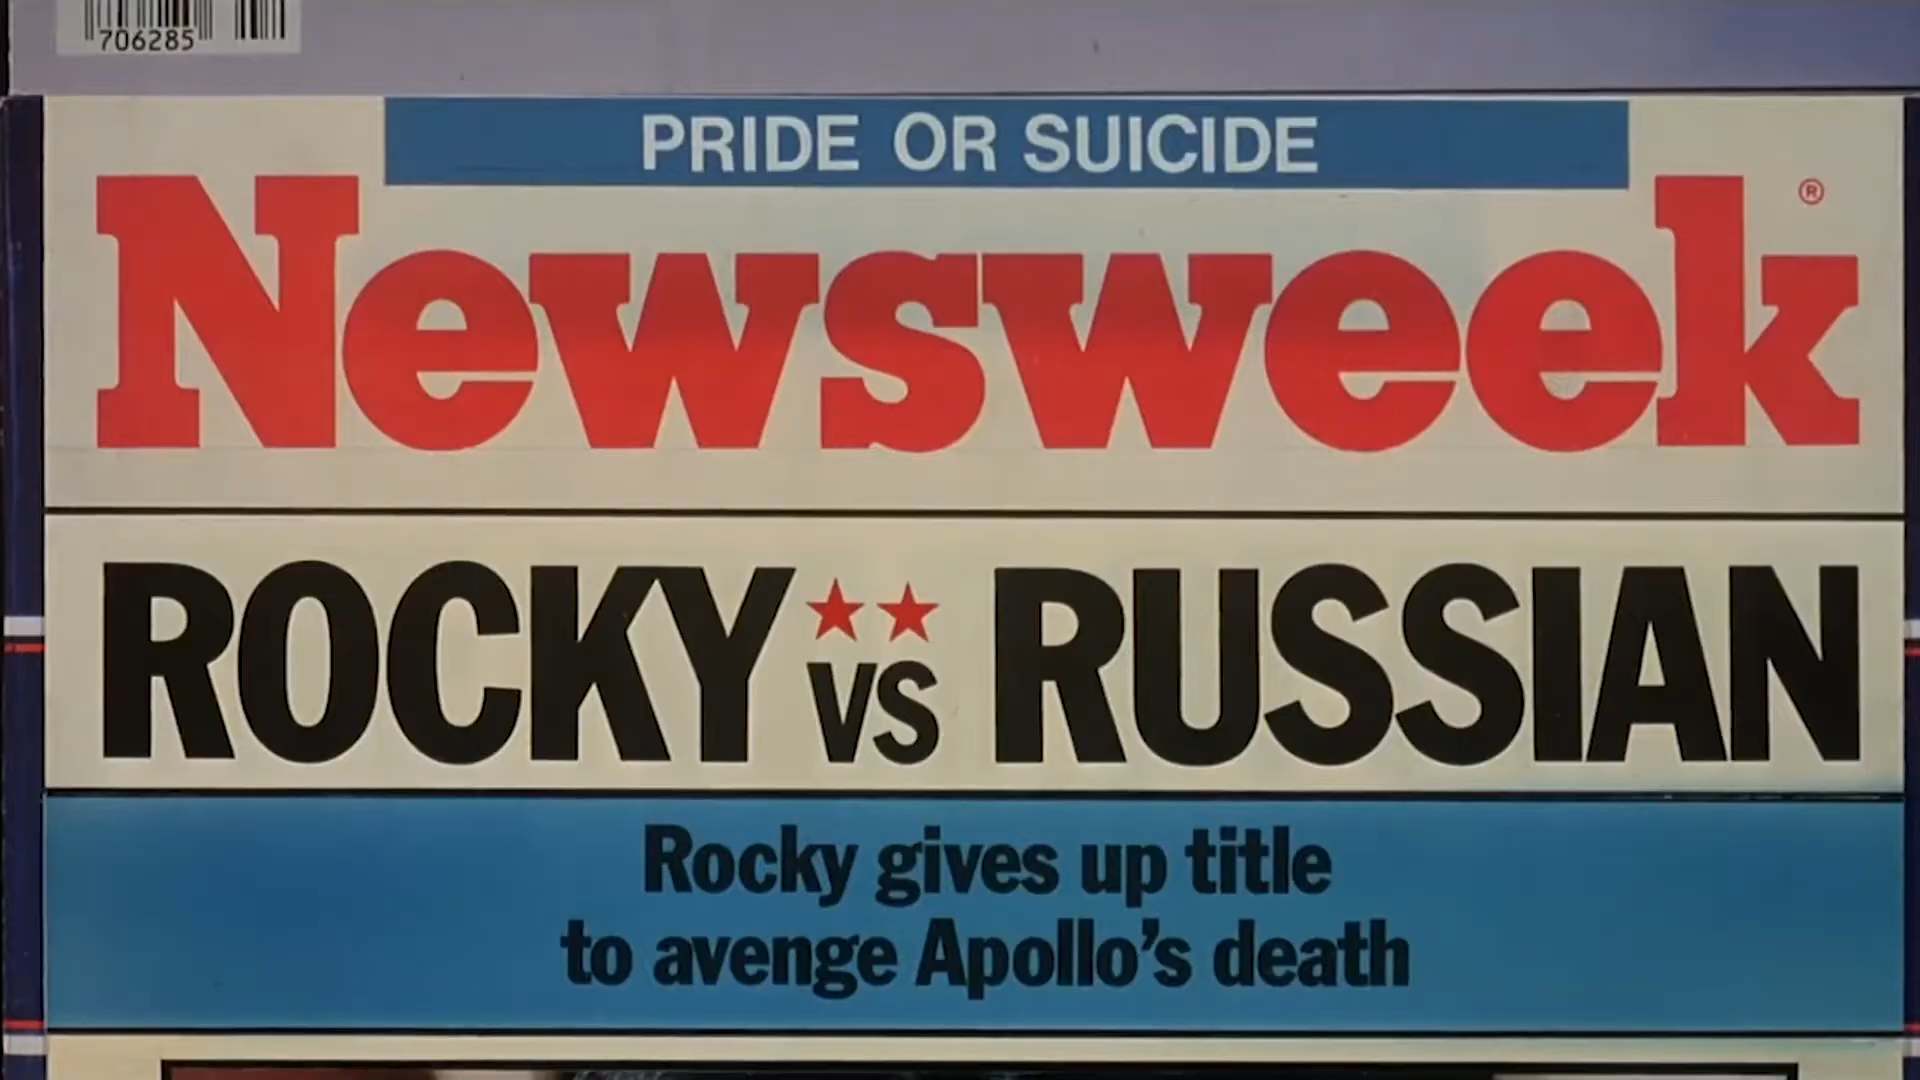 706285
PRIDE OR SUICIDE
Newsweek®
ROCKY vs RUSSIAN
Rocky gives up title
to avenge Apollo's death